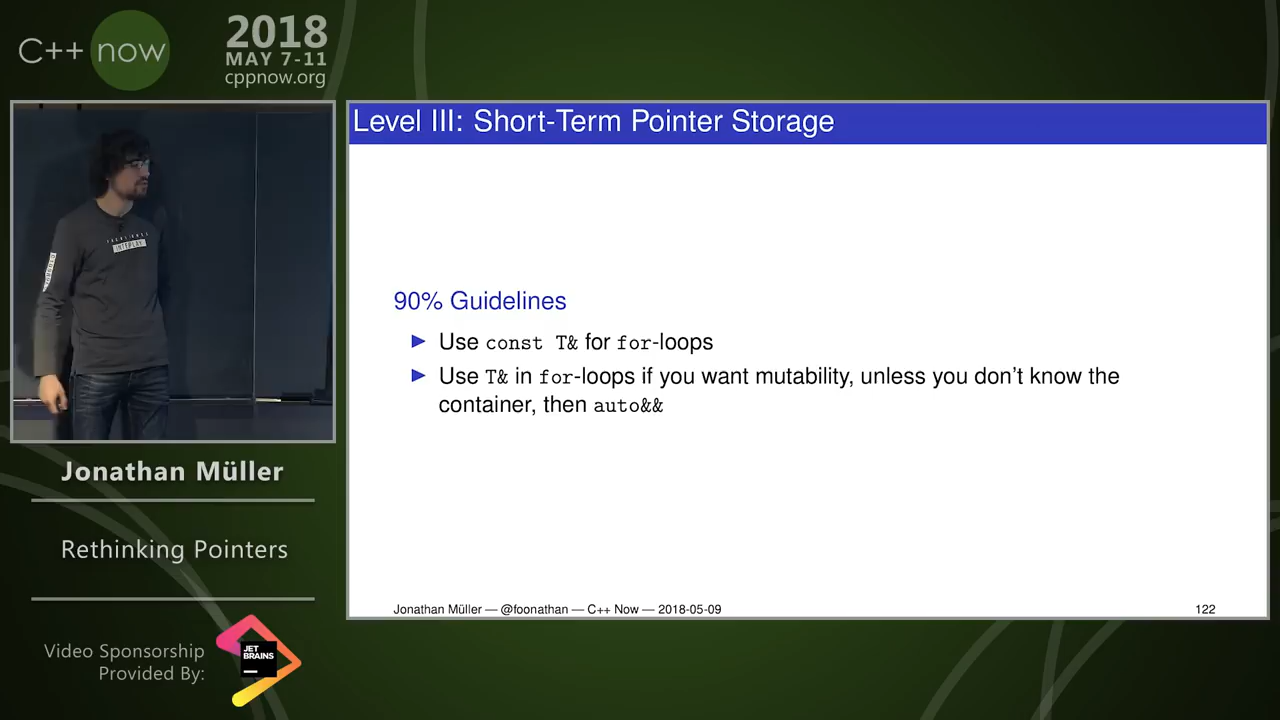 C++ now
2018
MAY 7-11
cppnow.org
Level III: Short-Term Pointer Storage
90% Guidelines
Use const T& for for-loops
Use T& in for-loops if you want mutability, unless you don't know the
container, then auto&&
Jonathan Müller — @foonathan — C++ Now — 2018-05-09
122
Jonathan Müller
Rethinking Pointers
Video Sponsorship
Provided By:
JET
BRAINS